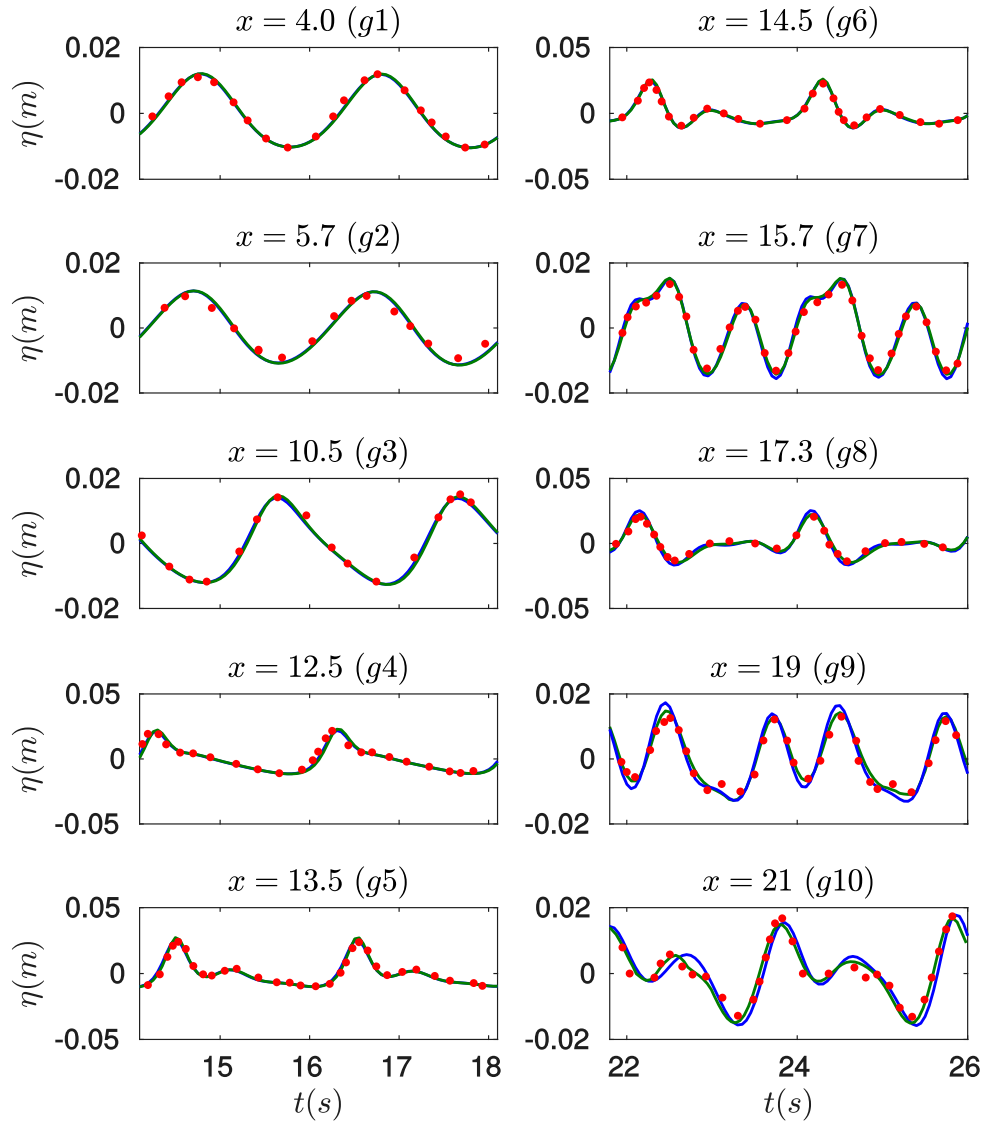 x = 4.0 (g1)
0.02
0
-0.02
η(m)
x = 5.7 (g2)
0.02
0
-0.02
η(m)
x = 10.5 (g3)
0.02
0
-0.02
η(m)
x = 12.5 (g4)
0.05
0
-0.05
η(m)
x = 13.5 (g5)
0.05
0
-0.05
η(m)
15 16 17 18
t(s)
x = 14.5 (g6)
0.05
0
-0.05
x = 15.7 (g7)
0.02
0
-0.02
x = 17.3 (g8)
0.05
0
-0.05
x = 19 (g9)
0.02
0
-0.02
x = 21 (g10)
0.02
0
-0.02
22 24 26
t(s)